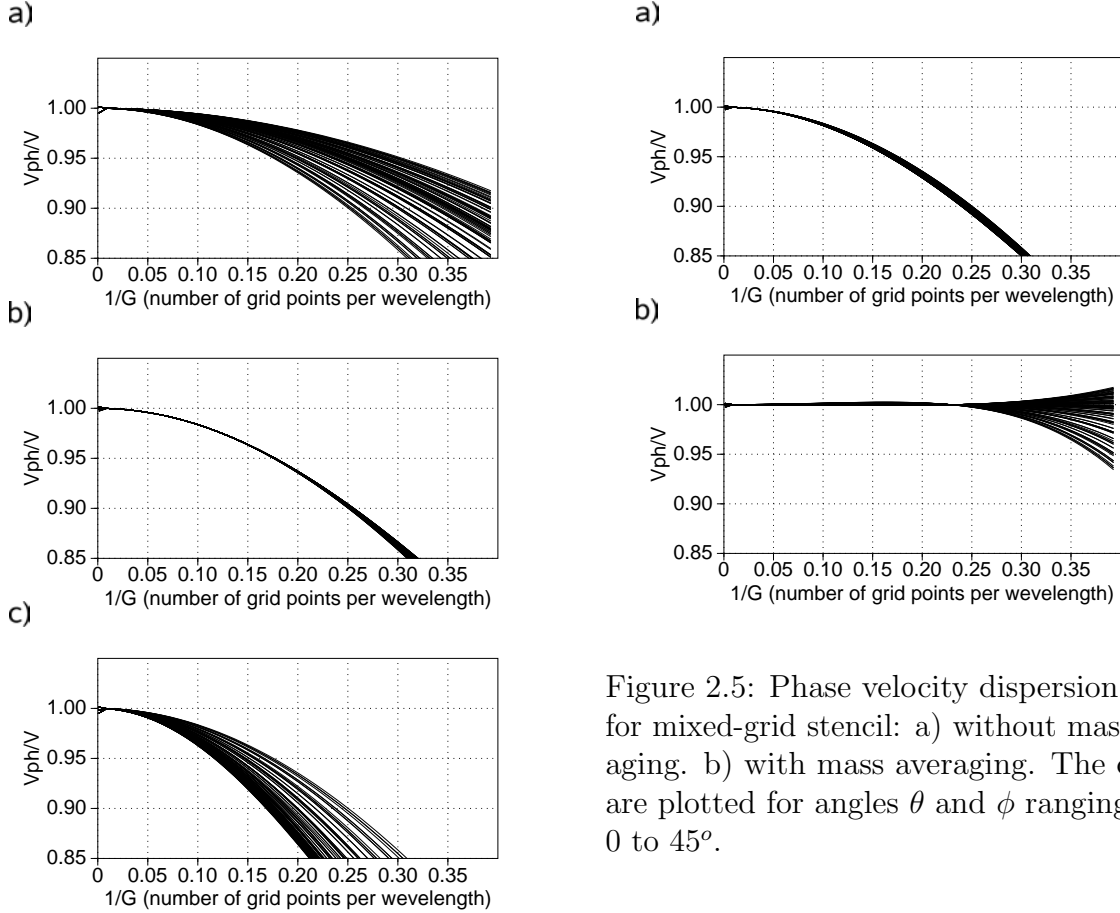 a)
1.00
0.95
0.90
0.85
Vph/V
0 0.05 0.10 0.15 0.20 0.25 0.30 0.35
1/G (number of grid points per wevelength)
b)
1.00
0.95
0.90
0.85
Vph/V
0 0.05 0.10 0.15 0.20 0.25 0.30 0.35
1/G (number of grid points per wevelength)
c)
1.00
0.95
0.90
0.85
Vph/V
0 0.05 0.10 0.15 0.20 0.25 0.30 0.35
1/G (number of grid points per wevelength)
a)
1.00
0.95
0.90
0.85
Vph/V
0 0.05 0.10 0.15 0.20 0.25 0.30 0.35
1/G (number of grid points per wevelength)
b)
1.00
0.95
0.90
0.85
Vph/V
0 0.05 0.10 0.15 0.20 0.25 0.30 0.35
1/G (number of grid points per wevelength)
Figure 2.5: Phase velocity dispersion
for mixed-grid stencil: a) without mas
aging. b) with mass averaging. The
are plotted for angles θ and ϕ ranging
0 to 45°.